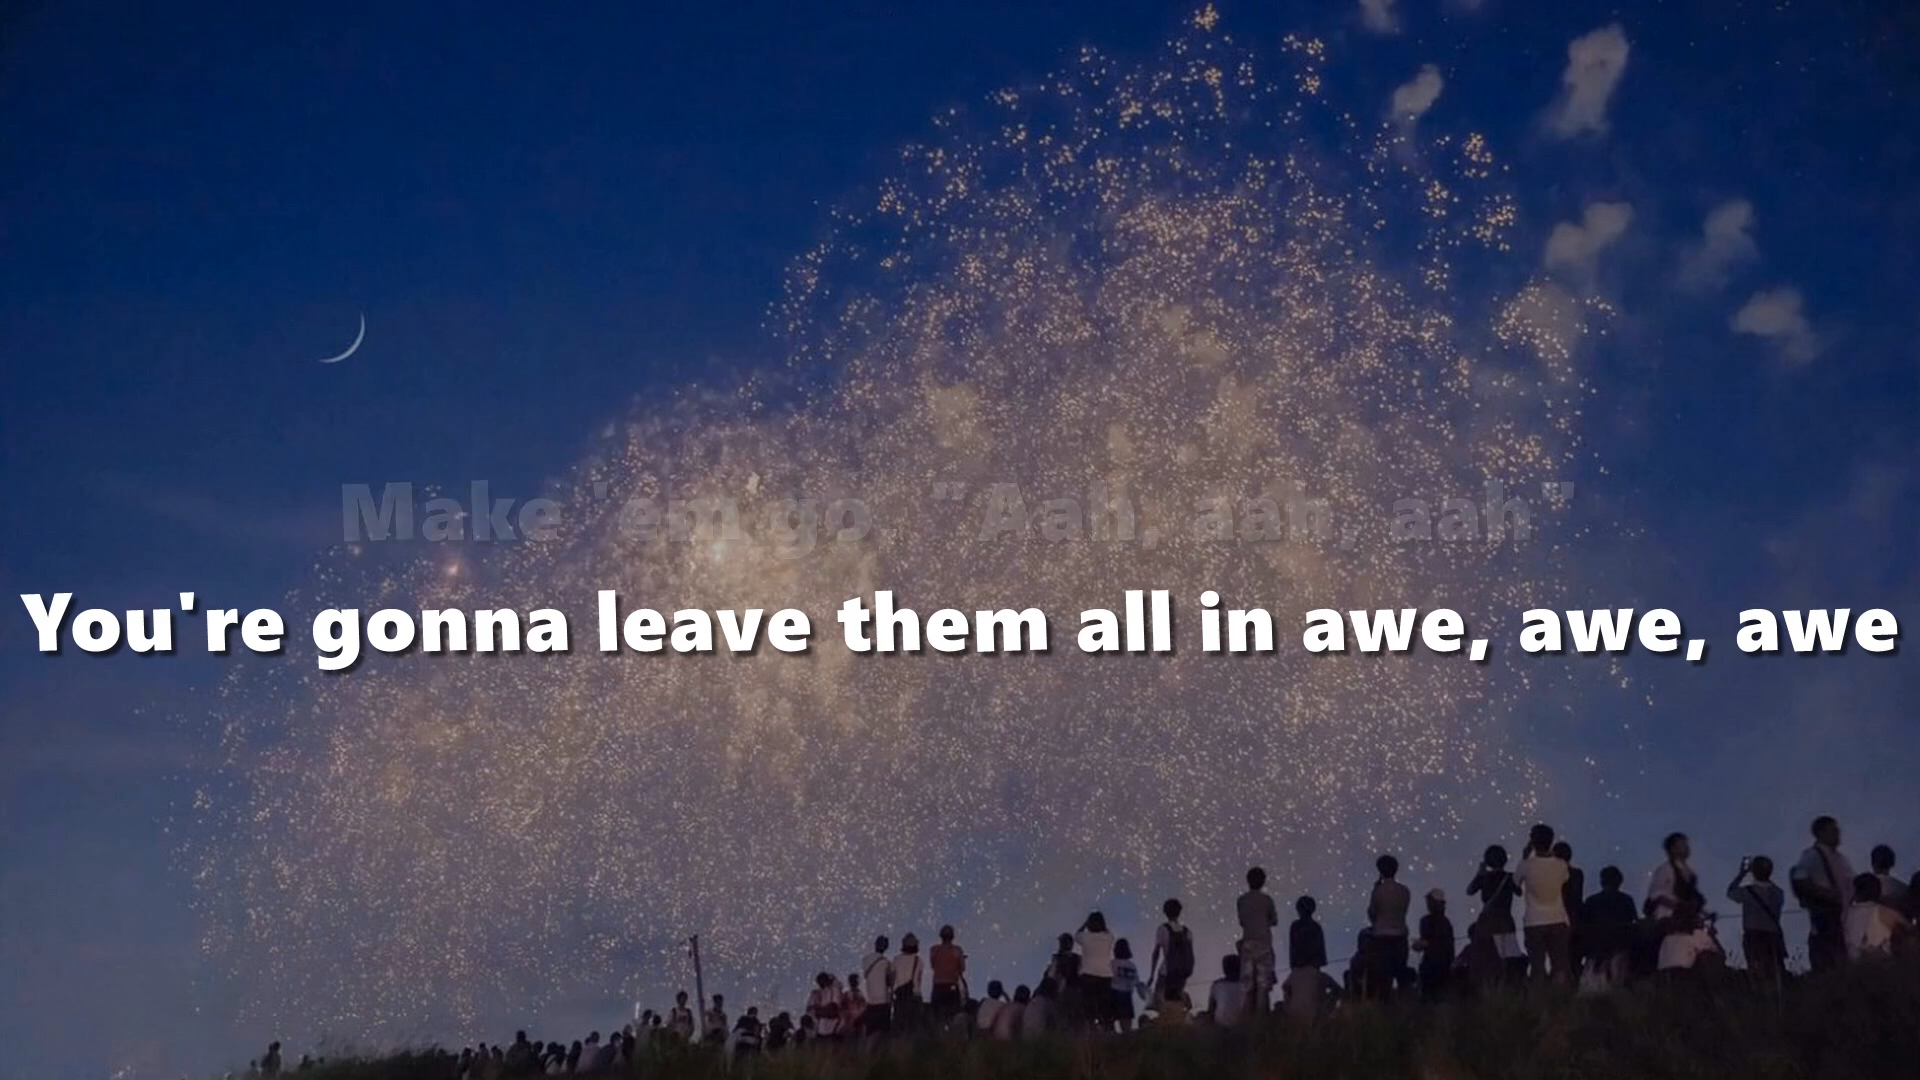 Make 'em go, "Aah, aah, aah"
You're gonna leave them all in awe, awe, awe